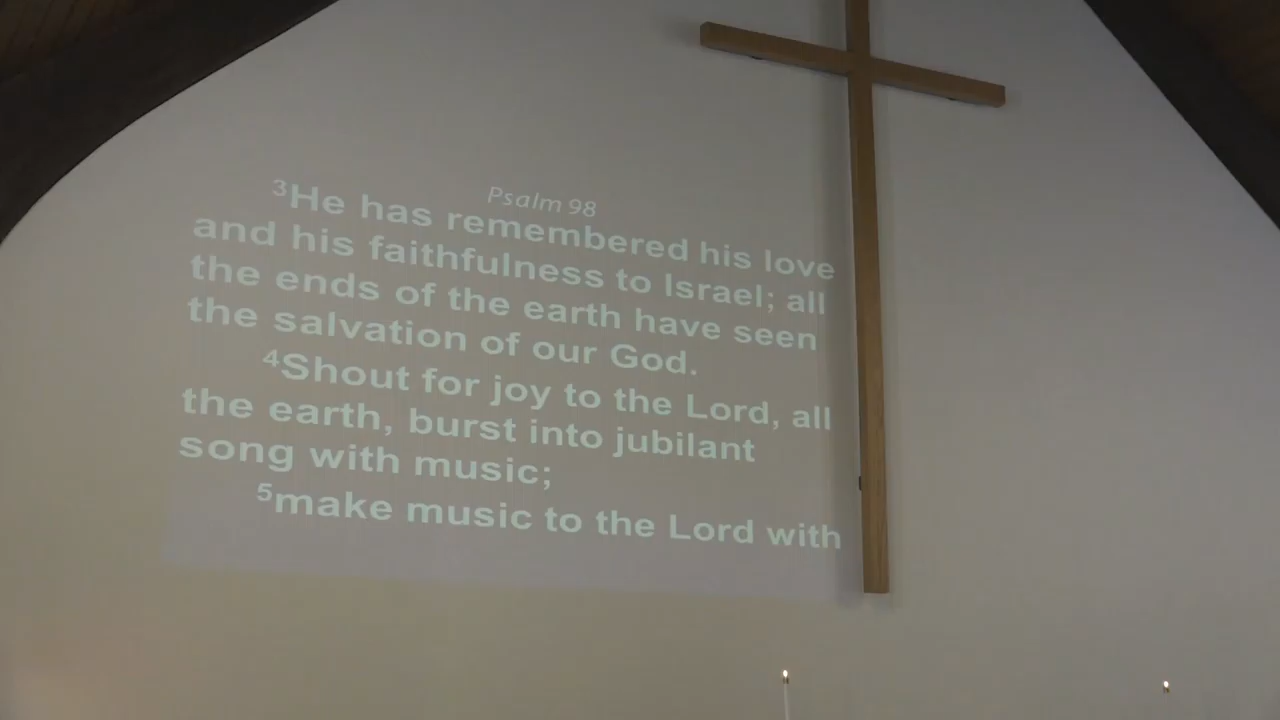 Psalm 98
³He has remembered his love
and his faithfulness to Israel; all
the ends of the earth have seen
the salvation of our God.
⁴Shout for joy to the Lord, all
the earth, burst into jubilant
song with music;
⁵make music to the Lord with